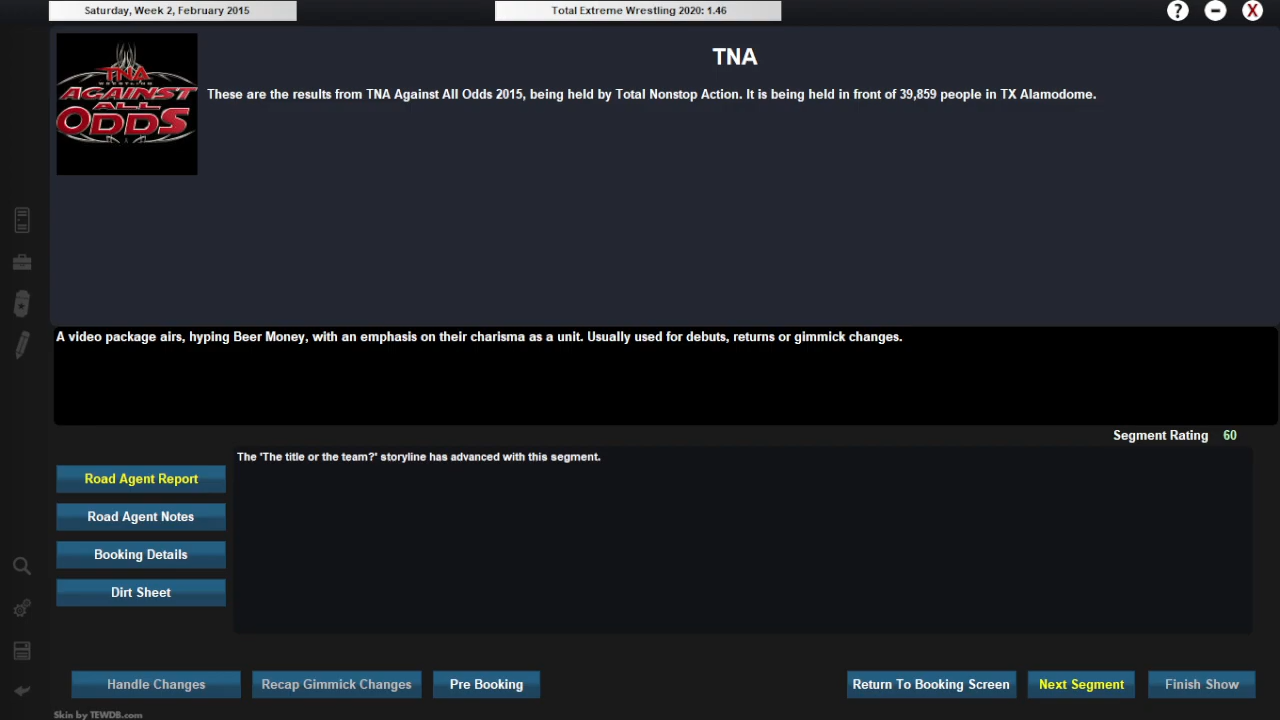 Saturday, Week 2, February 2015
Total Extreme Wrestling 2020: 1.46
?
X
TNA
TNA
WRESTLING
AGAINST
ALL
ODDS
These are the results from TNA Against All Odds 2015, being held by Total Nonstop Action. It is being held in front of 39,859 people in TX Alamodome.
A video package airs, hyping Beer Money, with an emphasis on their charisma as a unit. Usually used for debuts, returns or gimmick changes.
Segment Rating 60
The 'The title or the team?' storyline has advanced with this segment.
Road Agent Report
Road Agent Notes
Booking Details
Dirt Sheet
Handle Changes
Recap Gimmick Changes
Pre Booking
Return To Booking Screen
Next Segment
Finish Show
Skin by TEWDB.com